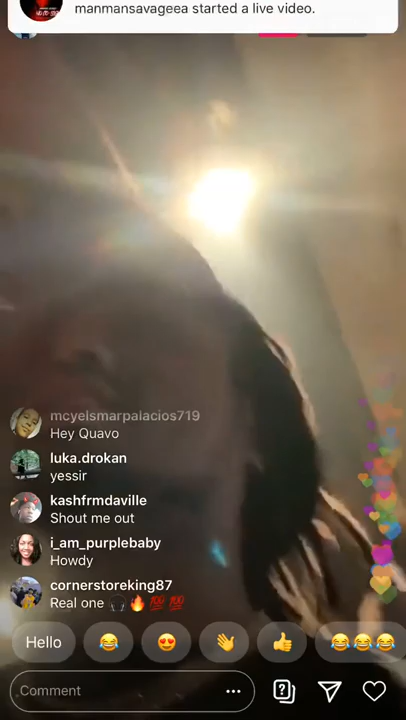 manmansavageea started a live video.
mcyelsmarpalacios719
Hey Quavo
luka.drokan
yessir
kashfrmdaville
Shout me out
i_am_purplebaby
Howdy
cornerstoreking87
Real one 🎧🔥💯💯
Hello 😂 😍 👋 👍 😂😂😂
Comment